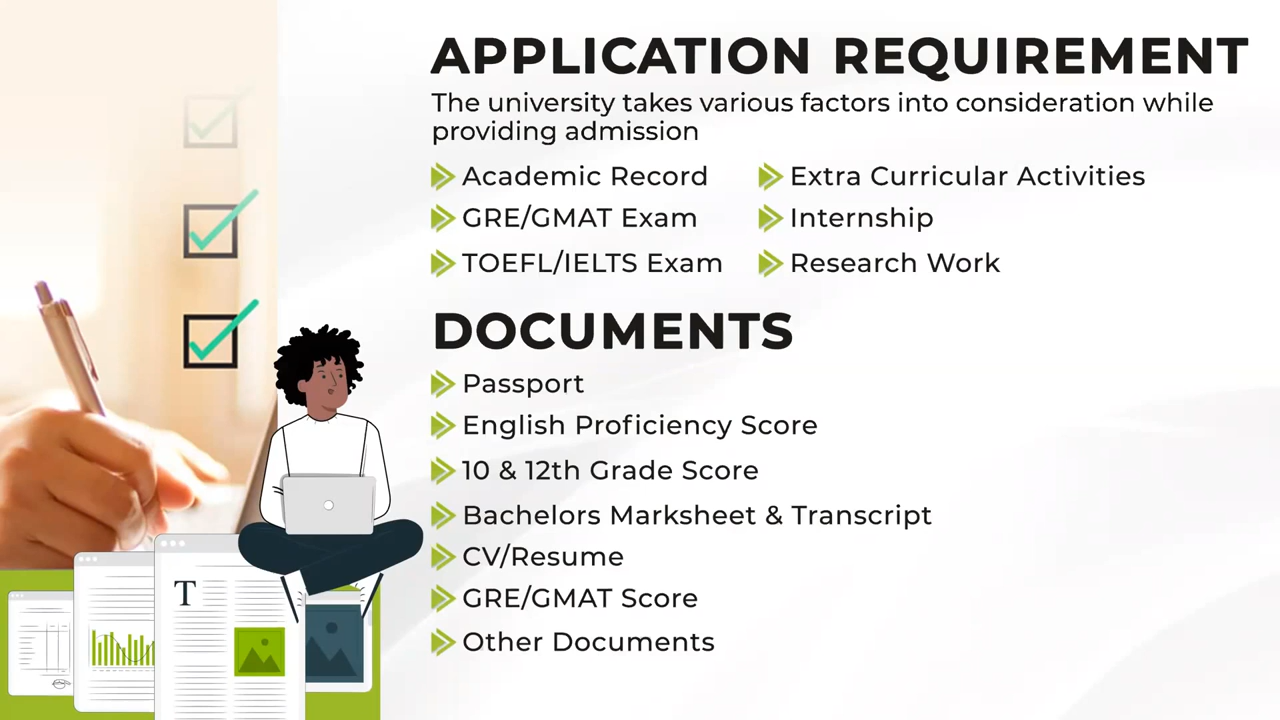 APPLICATION REQUIREMENT
The university takes various factors into consideration while
providing admission
Academic Record
GRE/GMAT Exam
TOEFL/IELTS Exam
Extra Curricular Activities
Internship
Research Work
DOCUMENTS
Passport
English Proficiency Score
10 & 12th Grade Score
Bachelors Marksheet & Transcript
CV/Resume
GRE/GMAT Score
Other Documents
T